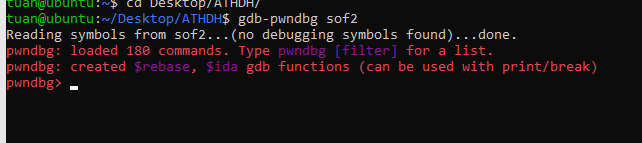 tuan@ubuntu:~$ cd Desktop/ATHDH/
tuan@ubuntu:~/Desktop/ATHDH$ gdb-pwndbg sof2
Reading symbols from sof2...(no debugging symbols found)...done.
pwndbg: loaded 180 commands. Type pwndbg [filter] for a list.
pwndbg: created $rebase, $ida gdb functions (can be used with print/break)
pwndbg>